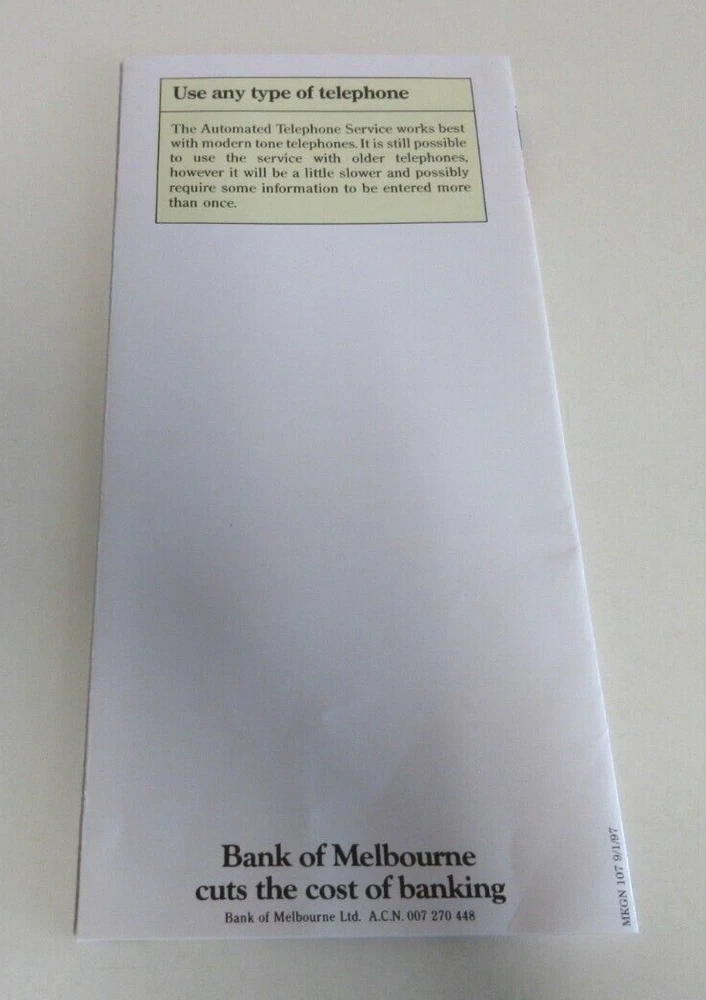 Use any type of telephone
The Automated Telephone Service works best
with modern tone telephones. It is still possible
to use the service with older telephones,
however it will be a little slower and possibly
require some information to be entered more
than once.
Bank of Melbourne
cuts the cost of banking
Bank of Melbourne Ltd. A.C.N. 007 270 448
MKGN 107 9/1/97